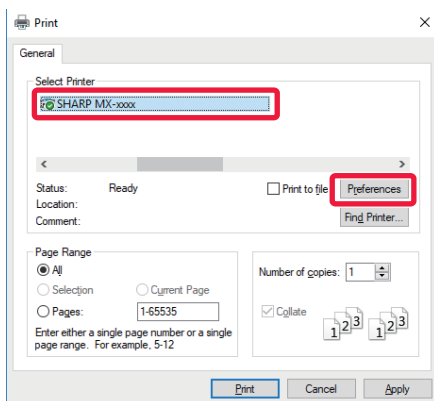 Print
General
Select Printer
SHARP MX-xxxx
Status: Ready
Print to file
Preferences
Location:
Comment:
Find Printer...
Page Range
All
Selection
Current Page
Pages:
1-65535
Enter either a single page number or a single
page range. For example, 5-12
Number of copies: 1
Collate
1 2 3
1 2 3
Print
Cancel
Apply